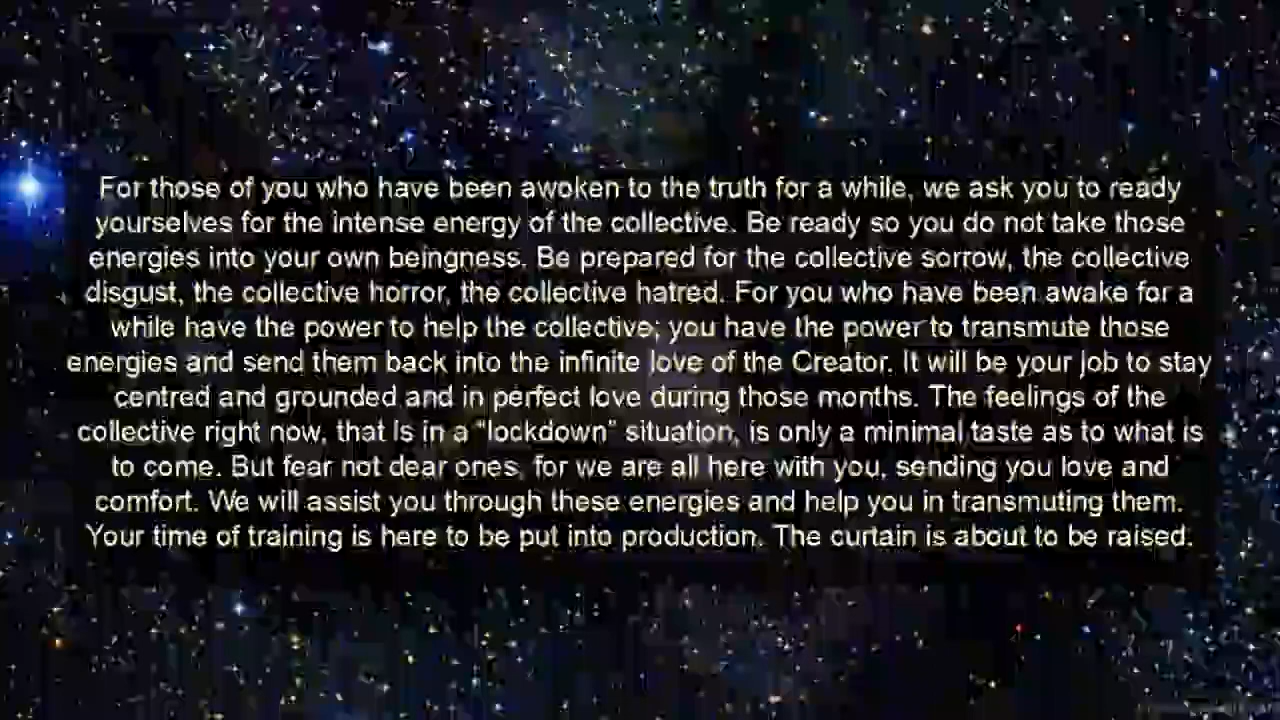 For those of you who have been awoken to the truth for a while, we ask you to ready
yourselves for the intense energy of the collective. Be ready so you do not take those
energies into your own beingness. Be prepared for the collective sorrow, the collective
disgust, the collective horror, the collective hatred. For you who have been awake for a
while have the power to help the collective; you have the power to transmute those
energies and send them back into the infinite love of the Creator. It will be your job to stay
centred and grounded and in perfect love during those months. The feelings of the
collective right now, that is in a "lockdown" situation, is only a minimal taste as to what is
to come. But fear not dear ones, for we are all here with you, sending you love and
comfort. We will assist you through these energies and help you in transmuting them.
Your time of training is here to be put into production. The curtain is about to be raised.